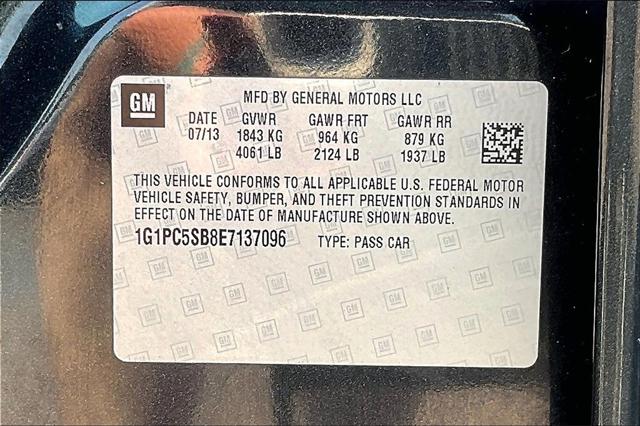 GM
MFD BY GENERAL MOTORS LLC
DATE GVWR GAWR FRT GAWR RR
07/13 1843 KG 964 KG 879 KG
4061 LB 2124 LB 1937 LB
THIS VEHICLE CONFORMS TO ALL APPLICABLE U.S. FEDERAL MOTOR
VEHICLE SAFETY, BUMPER, AND THEFT PREVENTION STANDARDS IN
EFFECT ON THE DATE OF MANUFACTURE SHOWN ABOVE.
1G1PC5SB8E7137096 TYPE: PASS CAR